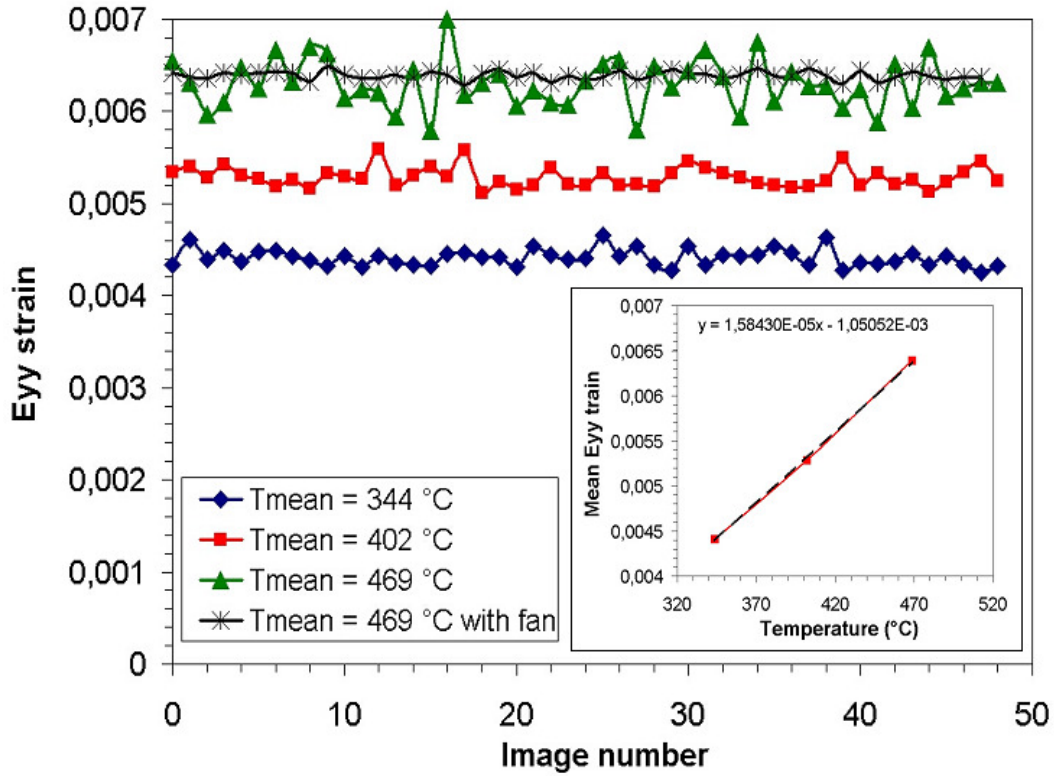 0,007
0,006
0,005
0,004
0,003
0,002
0,001
0
Eyy strain
Tmean = 344 °C
Tmean = 402 °C
Tmean = 469 °C
Tmean = 469 °C with fan
0,007
0,0065
0,006
0,0055
0,005
0,0045
0,004
Mean Eyy train
y = 1,58430E-05x - 1,05052E-03
320 370 420 470 520
Temperature (°C)
0 10 20 30 40 50
Image number